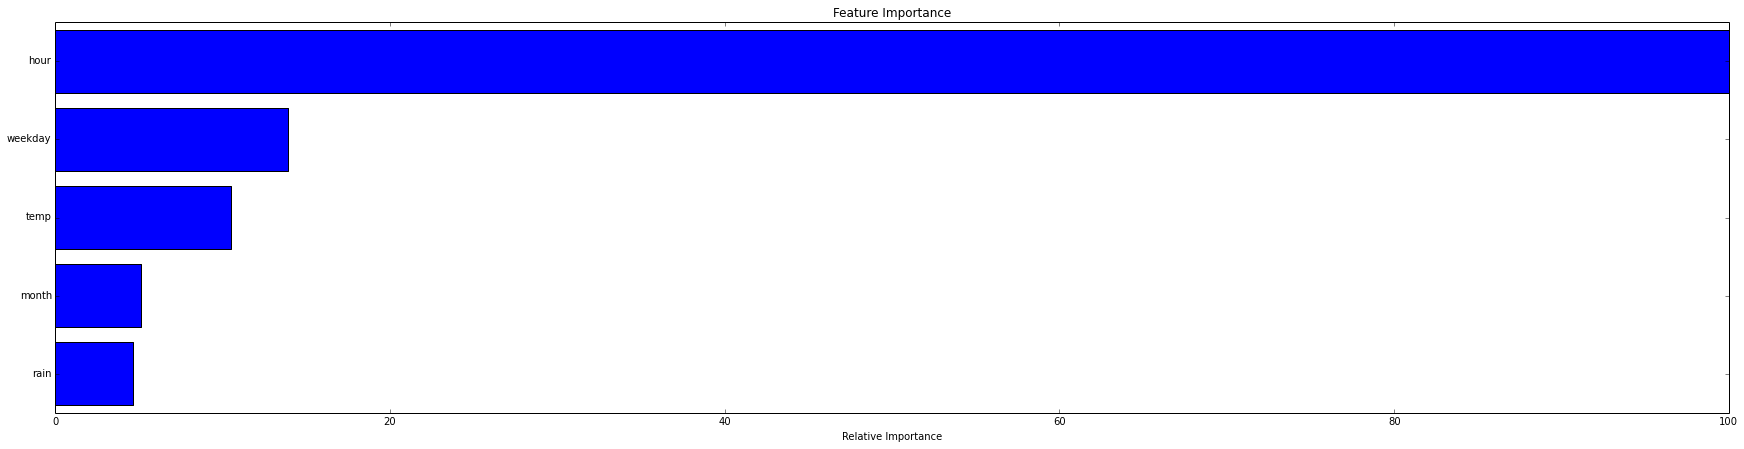 Feature Importance
hour
weekday
temp
month
rain
0 20 40 60 80 100
Relative Importance